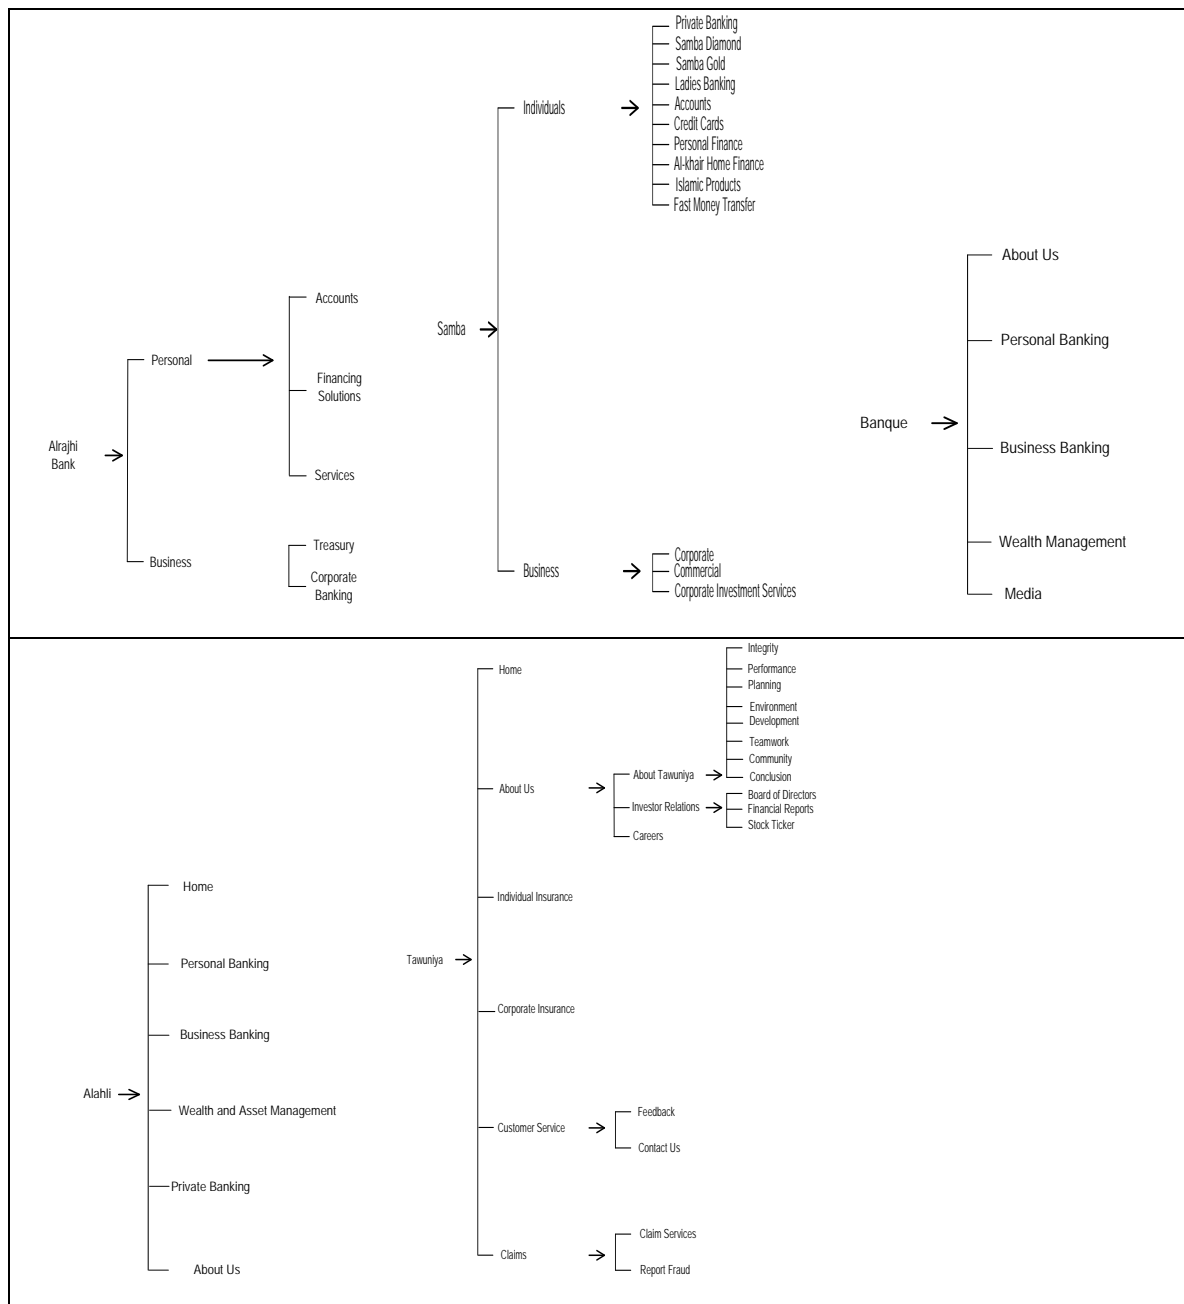 Alrajhi
Bank
Personal
Accounts
Financing
Solutions
Services
Business
Treasury
Corporate
Banking
Samba
Individuals
Private Banking
Samba Diamond
Samba Gold
Ladies Banking
Accounts
Credit Cards
Personal Finance
Al-khair Home Finance
Islamic Products
Fast Money Transfer
Business
Corporate
Commercial
Corporate Investment Services
Banque
About Us
Personal Banking
Business Banking
Wealth Management
Media
Alahli
Home
Personal Banking
Business Banking
Wealth and Asset Management
Private Banking
About Us
Tawuniya
Home
About Us
About Tawuniya
Integrity
Performance
Planning
Environment
Development
Teamwork
Community
Conclusion
Investor Relations
Board of Directors
Financial Reports
Stock Ticker
Careers
Individual Insurance
Corporate Insurance
Customer Service
Feedback
Contact Us
Claims
Claim Services
Report Fraud